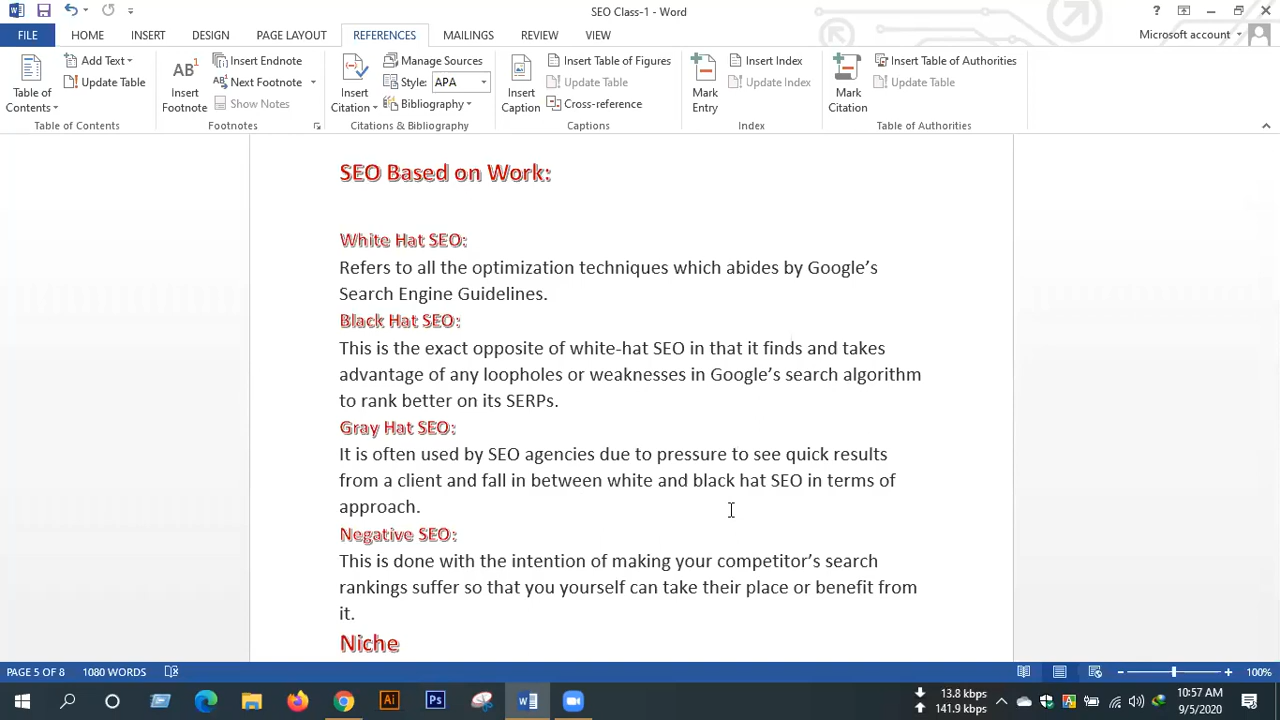 SEO Class-1 - Word
Microsoft account
FILE HOME INSERT DESIGN PAGE LAYOUT REFERENCES MAILINGS REVIEW VIEW
Table of Contents
Add Text
Update Table
Table of Contents
AB¹
Insert Footnote
Insert Endnote
Next Footnote
Show Notes
Footnotes
Insert Citation
Manage Sources
Style: APA
Bibliography
Citations & Bibliography
Insert Caption
Insert Table of Figures
Update Table
Cross-reference
Captions
Mark Entry
Insert Index
Update Index
Index
Mark Citation
Insert Table of Authorities
Update Table
Table of Authorities
SEO Based on Work:
White Hat SEO:
Refers to all the optimization techniques which abides by Google’s
Search Engine Guidelines.
Black Hat SEO:
This is the exact opposite of white-hat SEO in that it finds and takes
advantage of any loopholes or weaknesses in Google’s search algorithm
to rank better on its SERPs.
Gray Hat SEO:
It is often used by SEO agencies due to pressure to see quick results
from a client and fall in between white and black hat SEO in terms of
approach.
Negative SEO:
This is done with the intention of making your competitor’s search
rankings suffer so that you yourself can take their place or benefit from
it.
Niche
PAGE 5 OF 8 1080 WORDS 100%
Ai Ps
13.8 kbps
141.9 kbps
10:57 AM
9/5/2020